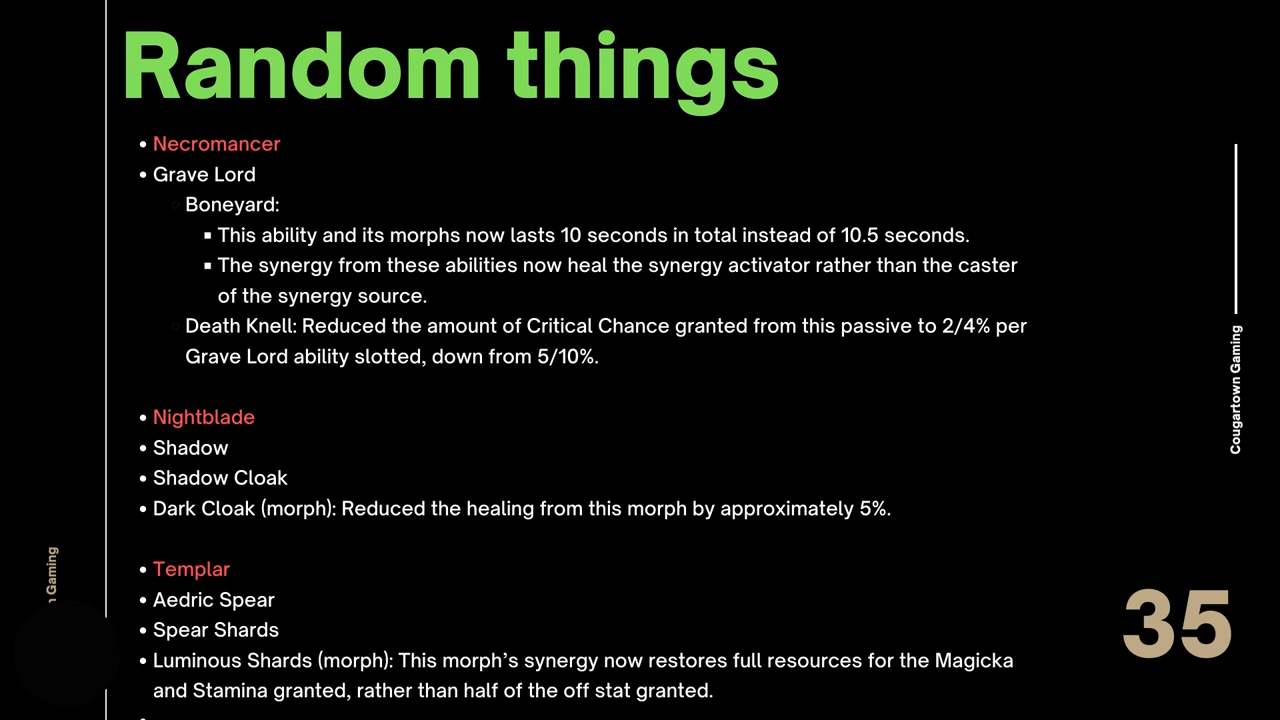 Random things
• Necromancer
• Grave Lord
◦ Boneyard:
▪ This ability and its morphs now lasts 10 seconds in total instead of 10.5 seconds.
▪ The synergy from these abilities now heal the synergy activator rather than the caster
of the synergy source.
◦ Death Knell: Reduced the amount of Critical Chance granted from this passive to 2/4% per
Grave Lord ability slotted, down from 5/10%.
• Nightblade
• Shadow
• Shadow Cloak
• Dark Cloak (morph): Reduced the healing from this morph by approximately 5%.
• Templar
• Aedric Spear
• Spear Shards
• Luminous Shards (morph): This morph’s synergy now restores full resources for the Magicka
and Stamina granted, rather than half of the off stat granted.
Cougartown Gaming
35
Gaming